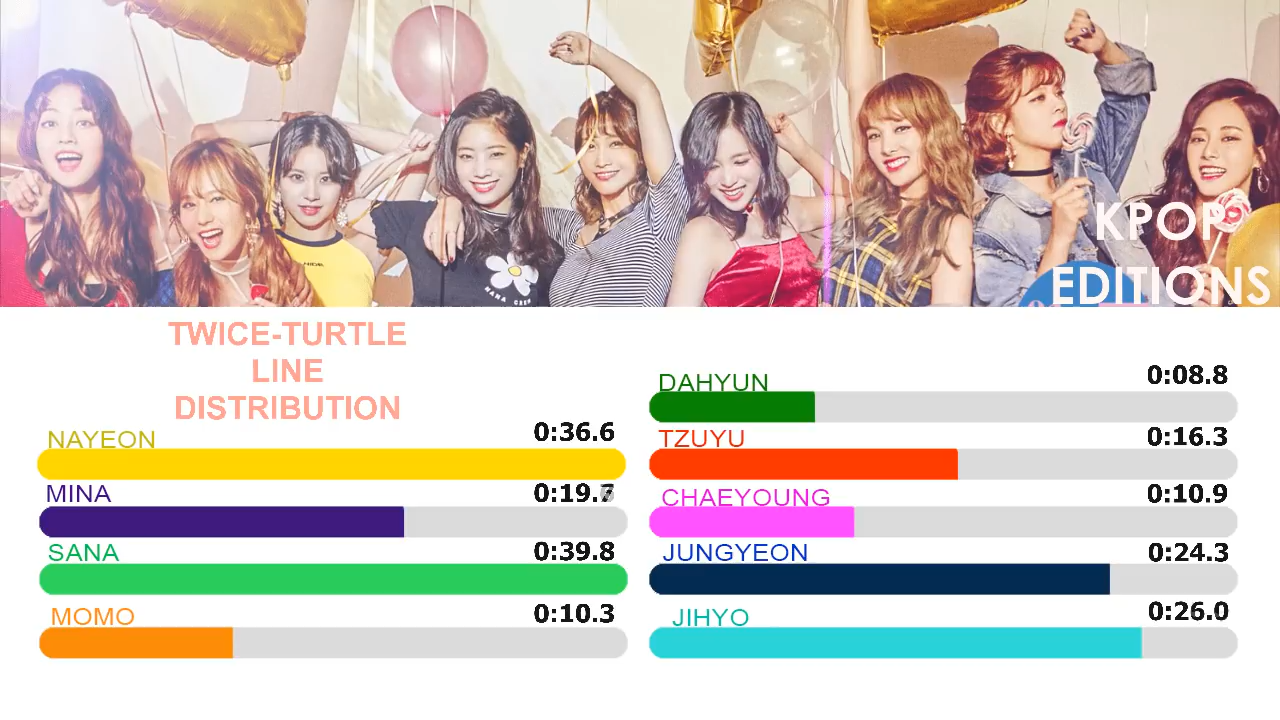 KPOP
EDITIONS
TWICE-TURTLE
LINE
DISTRIBUTION
NAYEON 0:36.6
MINA
SANA 0:39.8
MOMO 0:10.3
DAHYUN 0:08.8
TZUYU 0:16.3
CHAEYOUNG 0:10.9
JUNGYEON 0:24.3
JIHYO 0:26.0